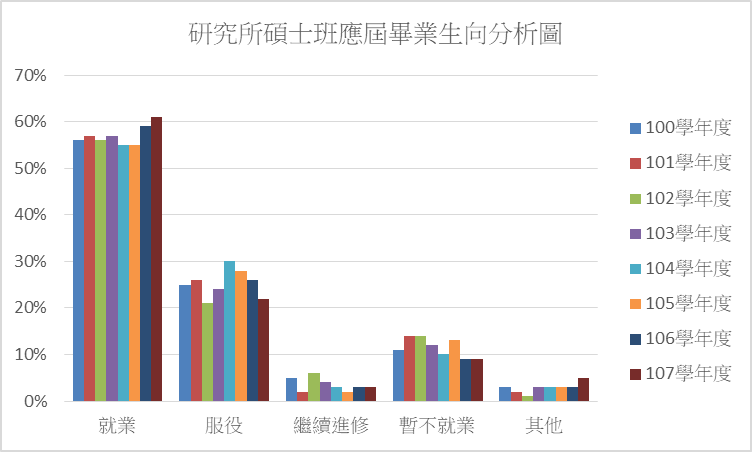 研究所碩士班應屆畢業生向分析圖
70%
60%
50%
40%
30%
20%
10%
0%
就業
服役
繼續進修
暫不就業
其他
100學年度
101學年度
102學年度
103學年度
104學年度
105學年度
106學年度
107學年度